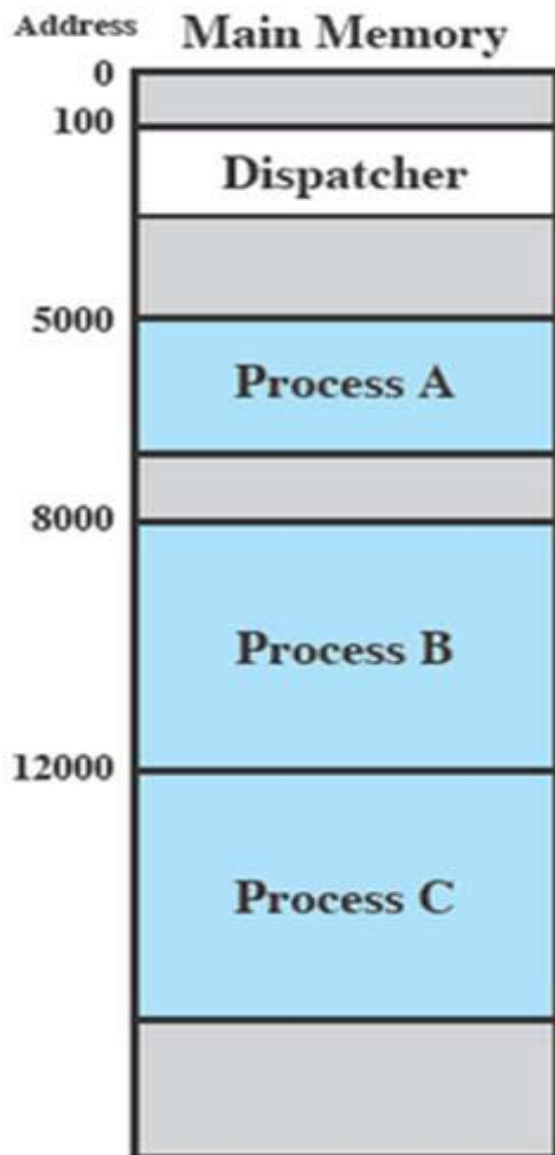 Address Main Memory
0
100
Dispatcher
5000
Process A
8000
Process B
12000
Process C